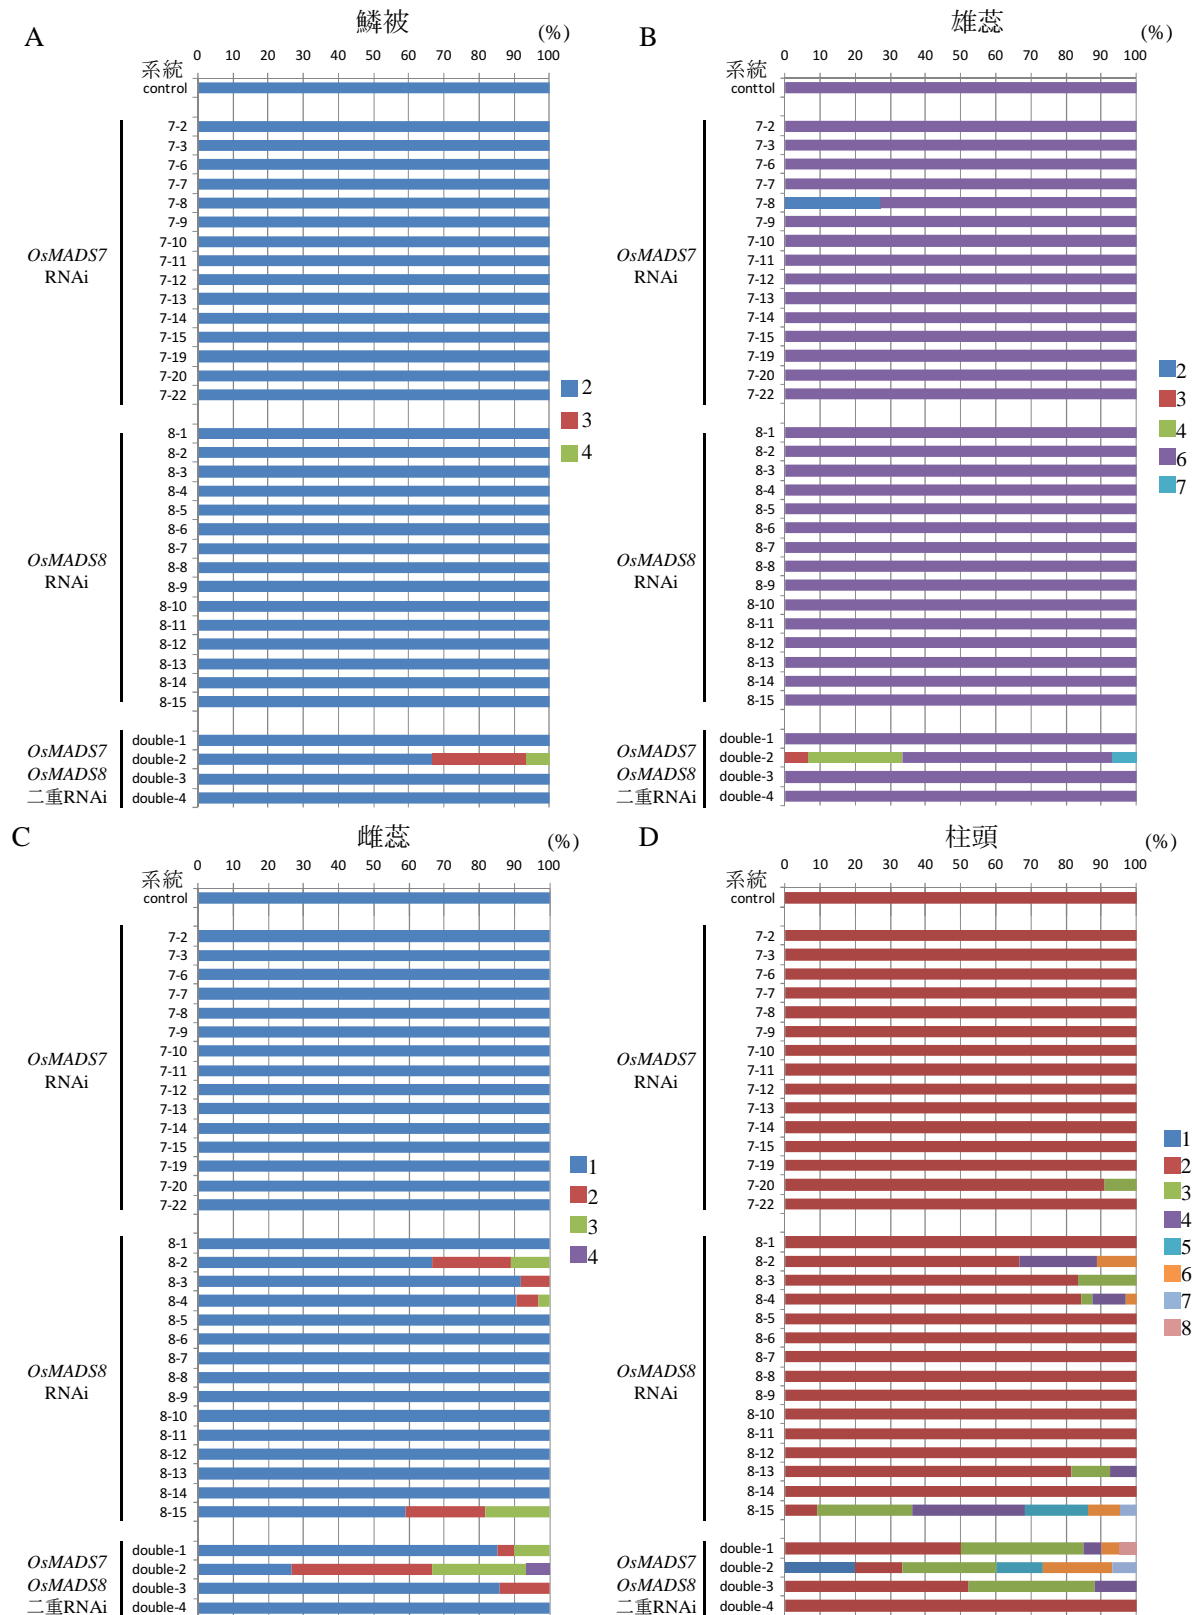 A
鱗被
(%)
0 10 20 30 40 50 60 70 80 90 100
系統
control
7-2
7-3
7-6
7-7
7-8
7-9
7-10
7-11
7-12
7-13
7-14
7-15
7-19
7-20
7-22
OsMADS7
RNAi
8-1
8-2
8-3
8-4
8-5
8-6
8-7
8-8
8-9
8-10
8-11
8-12
8-13
8-14
8-15
OsMADS8
RNAi
double-1
double-2
double-3
double-4
OsMADS7
OsMADS8
二重RNAi
2
3
4
B
雄蕊
(%)
0 10 20 30 40 50 60 70 80 90 100
系統
conttol
7-2
7-3
7-6
7-7
7-8
7-9
7-10
7-11
7-12
7-13
7-14
7-15
7-19
7-20
7-22
OsMADS7
RNAi
8-1
8-2
8-3
8-4
8-5
8-6
8-7
8-8
8-9
8-10
8-11
8-12
8-13
8-14
8-15
OsMADS8
RNAi
double-1
double-2
double-3
double-4
OsMADS7
OsMADS8
二重RNAi
2
3
4
6
7
C
雌蕊
(%)
0 10 20 30 40 50 60 70 80 90 100
系統
control
7-2
7-3
7-6
7-7
7-8
7-9
7-10
7-11
7-12
7-13
7-14
7-15
7-19
7-20
7-22
OsMADS7
RNAi
8-1
8-2
8-3
8-4
8-5
8-6
8-7
8-8
8-9
8-10
8-11
8-12
8-13
8-14
8-15
OsMADS8
RNAi
double-1
double-2
double-3
double-4
OsMADS7
OsMADS8
二重RNAi
1
2
3
4
D
柱頭
(%)
0 10 20 30 40 50 60 70 80 90 100
系統
control
7-2
7-3
7-6
7-7
7-8
7-9
7-10
7-11
7-12
7-13
7-14
7-15
7-19
7-20
7-22
OsMADS7
RNAi
8-1
8-2
8-3
8-4
8-5
8-6
8-7
8-8
8-9
8-10
8-11
8-12
8-13
8-14
8-15
OsMADS8
RNAi
double-1
double-2
double-3
double-4
OsMADS7
OsMADS8
二重RNAi
1
2
3
4
5
6
7
8